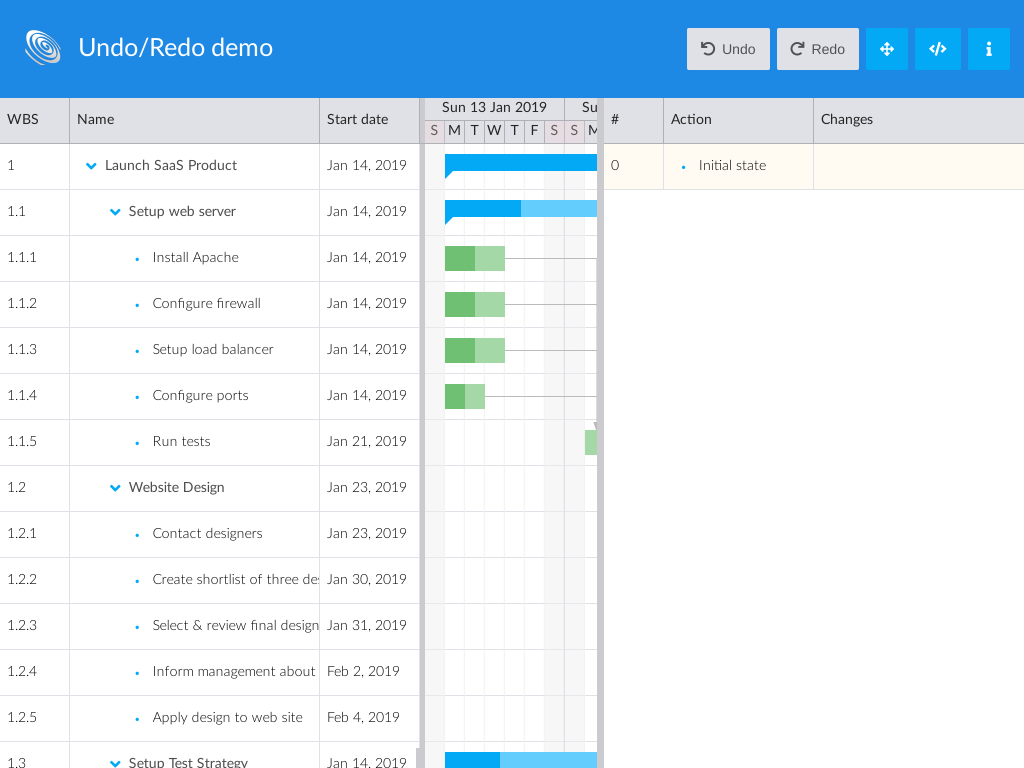 Undo/Redo demo
Undo
Redo
WBS Name Start date
Sun 13 Jan 2019 Su
S M T W T F S S M
# Action Changes
1 Launch SaaS Product Jan 14, 2019
0 Initial state
1.1 Setup web server Jan 14, 2019
1.1.1 Install Apache Jan 14, 2019
1.1.2 Configure firewall Jan 14, 2019
1.1.3 Setup load balancer Jan 14, 2019
1.1.4 Configure ports Jan 14, 2019
1.1.5 Run tests Jan 21, 2019
1.2 Website Design Jan 23, 2019
1.2.1 Contact designers Jan 23, 2019
1.2.2 Create shortlist of three des Jan 30, 2019
1.2.3 Select & review final design Jan 31, 2019
1.2.4 Inform management about Feb 2, 2019
1.2.5 Apply design to web site Feb 4, 2019
1.3 Setup Test Strategy Jan 14, 2019